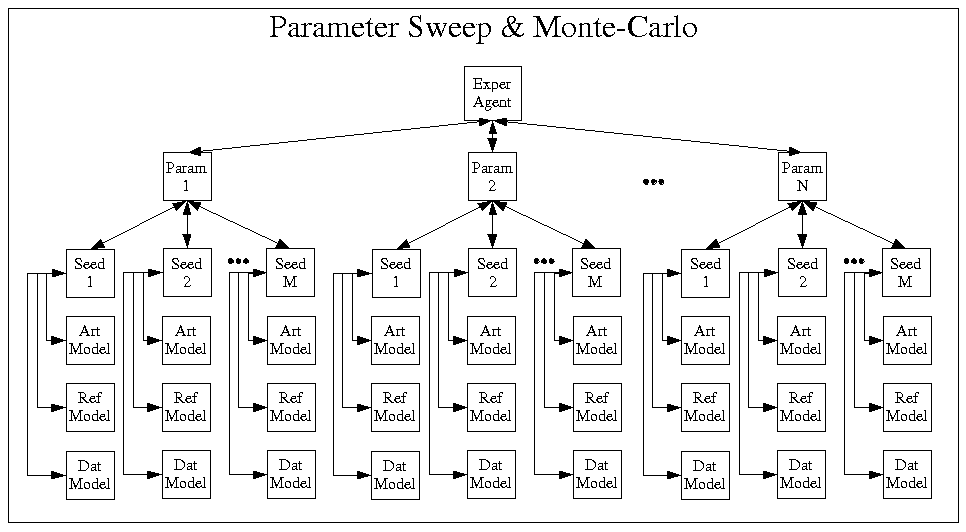 Parameter Sweep & Monte-Carlo
Exper
Agent
Param
1
Param
2
•••
Param
N
Seed
1
Seed
2
•••
Seed
M
Seed
1
Seed
2
•••
Seed
M
Seed
1
Seed
2
•••
Seed
M
Art
Model
Art
Model
Art
Model
Art
Model
Art
Model
Art
Model
Art
Model
Art
Model
Art
Model
Ref
Model
Ref
Model
Ref
Model
Ref
Model
Ref
Model
Ref
Model
Ref
Model
Ref
Model
Ref
Model
Dat
Model
Dat
Model
Dat
Model
Dat
Model
Dat
Model
Dat
Model
Dat
Model
Dat
Model
Dat
Model